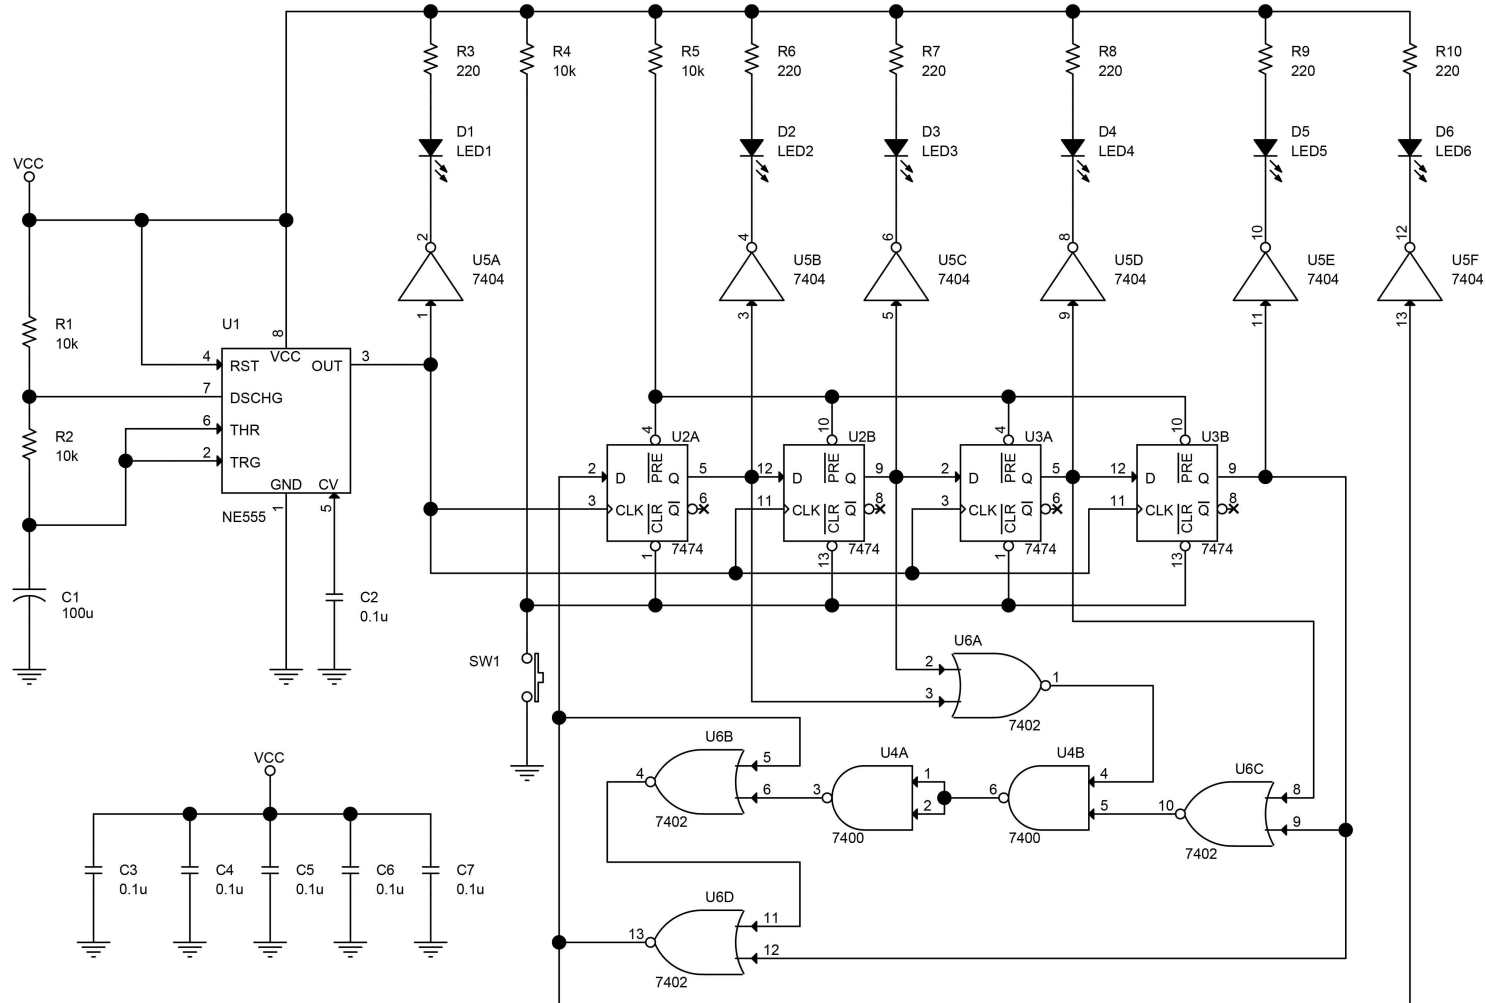 R3
220
R4
10k
R5
10k
R6
220
R7
220
R8
220
R9
220
R10
220
D1
LED1
D2
LED2
D3
LED3
D4
LED4
D5
LED5
D6
LED6
VCC
2
U5A
7404
1
4
U5B
7404
3
6
U5C
7404
5
8
U5D
7404
9
10
U5E
7404
11
12
U5F
7404
13
R1
10k
R2
10k
U1
8
VCC
4
RST
OUT
3
7
DSCHG
6
THR
2
TRG
GND
CV
1
5
NE555
C1
100u
C2
0.1u
4
U2A
2
D
PRE
Q
5
3
CLK
CLR
Q
6
1
7474
10
U2B
12
D
PRE
Q
9
11
CLK
CLR
Q
8
13
7474
4
U3A
2
D
PRE
Q
5
3
CLK
CLR
Q
6
1
7474
10
U3B
12
D
PRE
Q
9
11
CLK
CLR
Q
8
13
7474
SW1
U6A
2
3
1
7402
U6B
5
6
4
7402
U4A
1
2
3
7400
U4B
4
5
6
7400
U6C
8
9
10
7402
U6D
11
12
13
7402
VCC
C3
0.1u
C4
0.1u
C5
0.1u
C6
0.1u
C7
0.1u